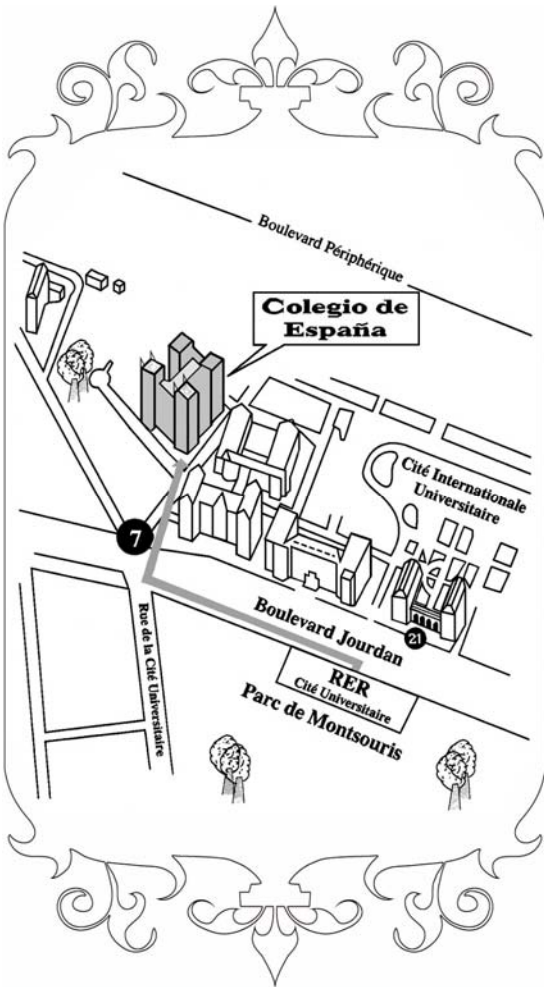 Boulevard Périphérique
Colegio de
España
Cité Internationale
Universitaire
7
21
Boulevard Jourdan
RER
Cité Universitaire
Parc de Montsouris
Rue de la Cité Universitaire